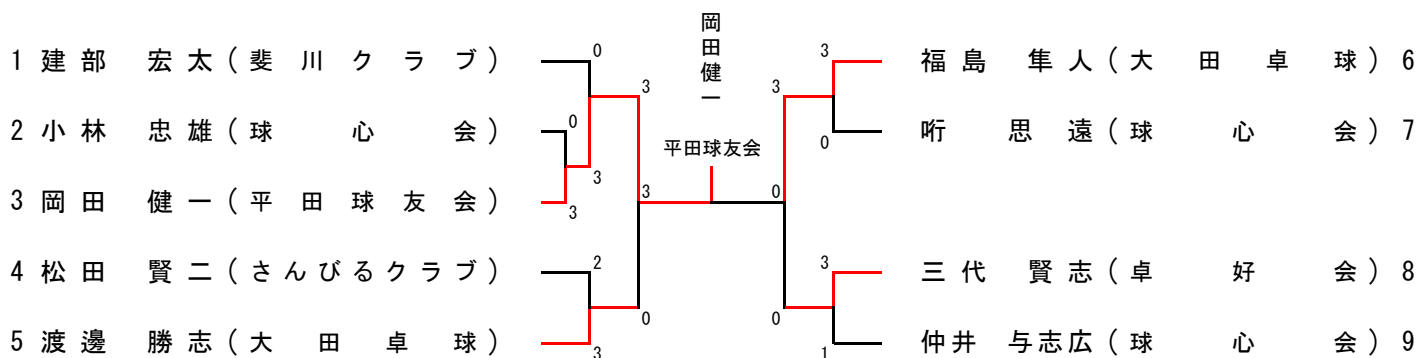 岡田健一
平田球友会
1 建部 宏太 (斐川クラブ)
2 小林 忠雄 (球心会)
3 岡田 健一 (平田球友会)
4 松田 賢二 (さんびるクラブ)
5 渡邊 勝志 (大田卓球)
0
0
3
3
3
3
2
0
3
福島 隼人 (大田卓球) 6
哘 思遠 (球心会) 7
三代 賢志 (卓好会) 8
仲井 与志広 (球心会) 9
3
3
0
0
3
0
1